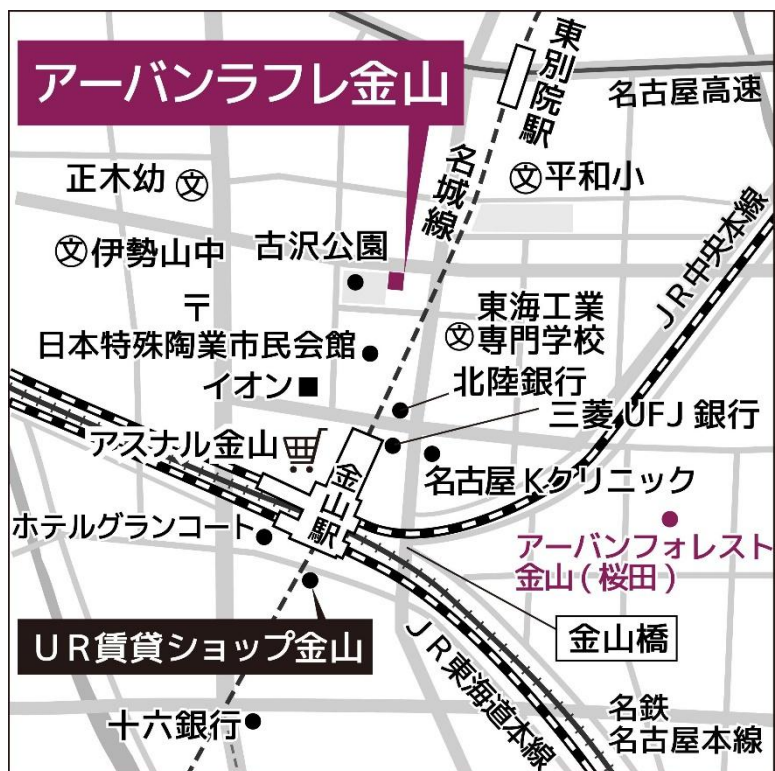 アーバンラフレ金山
東別院駅
名古屋高速
名城線
正木幼 文
文 平和小
文 伊勢山中
古沢公園
JR中央本線
〒
東海工業
文 専門学校
日本特殊陶業市民会館
イオン
北陸銀行
三菱UFJ銀行
アスナル金山
金山駅
名古屋Kクリニック
ホテルグランコート
アーバンフォレスト
金山(桜田)
UR賃貸ショップ金山
金山橋
JR東海道本線
名鉄
名古屋本線
十六銀行